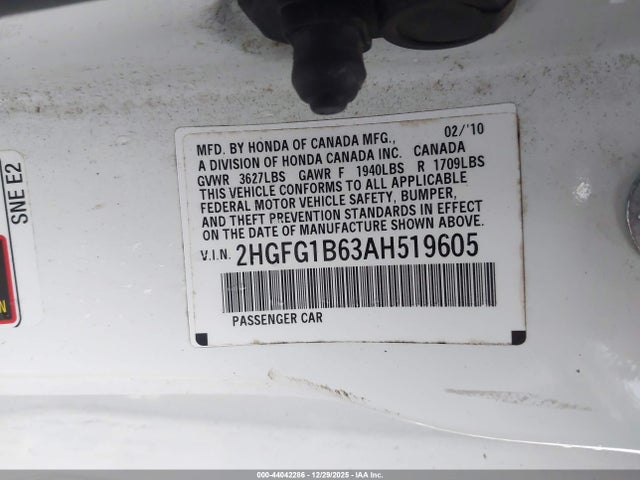 02/'10
MFD. BY HONDA OF CANADA MFG.,
A DIVISION OF HONDA CANADA INC. CANADA
GVWR 3627LBS GAWR F 1940LBS R 1709LBS
THIS VEHICLE CONFORMS TO ALL APPLICABLE
FEDERAL MOTOR VEHICLE SAFETY, BUMPER,
AND THEFT PREVENTION STANDARDS IN EFFECT
ON THE DATE OF MANUFACTURE SHOWN ABOVE.
V.I.N. 2HGFG1B63AH519605
PASSENGER CAR
SNE E2
000-44042266 - 12/29/2025 - IAA Inc.